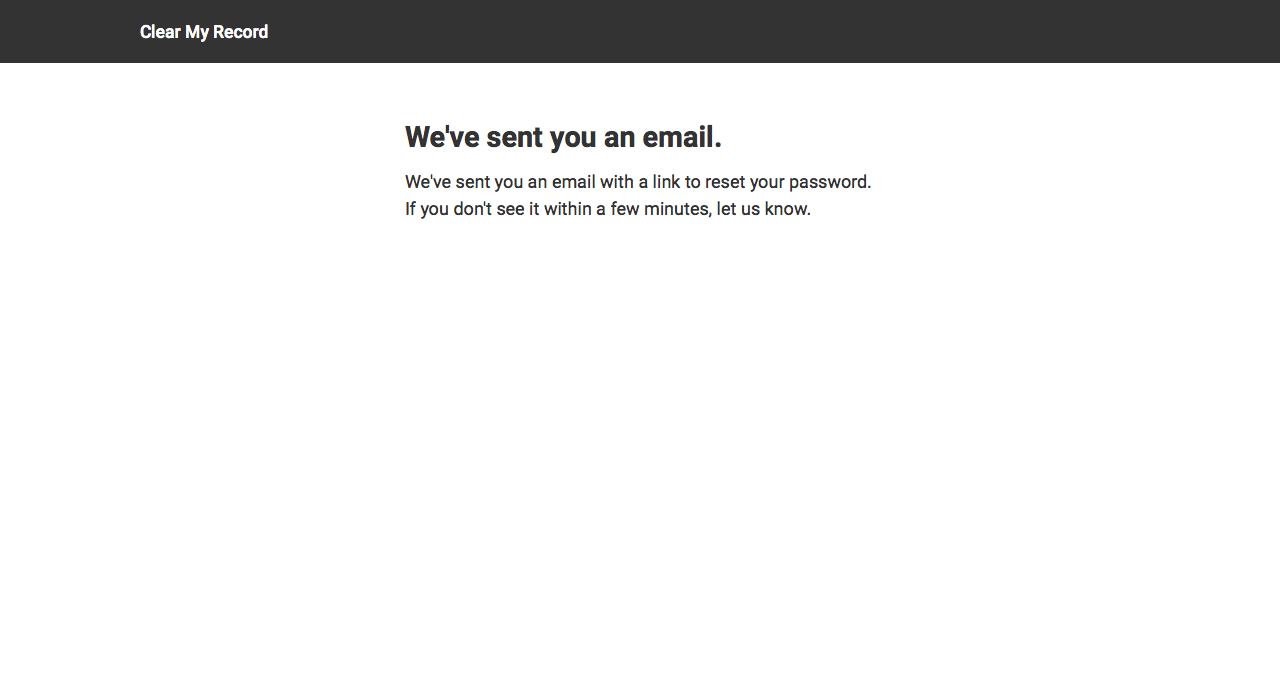 Clear My Record
We've sent you an email.
We've sent you an email with a link to reset your password.
If you don't see it within a few minutes, let us know.